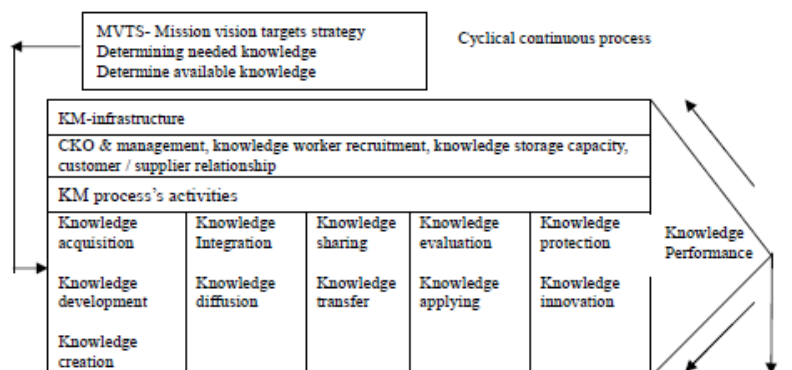 MVTS- Mission vision targets strategy
Determining needed knowledge
Determine available knowledge
Cyclical continuous process
KM-infrastructure
CKO & management, knowledge worker recruitment, knowledge storage capacity,
customer / supplier relationship
KM process's activities
Knowledge
acquisition
Knowledge
Integration
Knowledge
sharing
Knowledge
evaluation
Knowledge
protection
Knowledge
Performance
Knowledge
development
Knowledge
diffusion
Knowledge
transfer
Knowledge
applying
Knowledge
innovation
Knowledge
creation